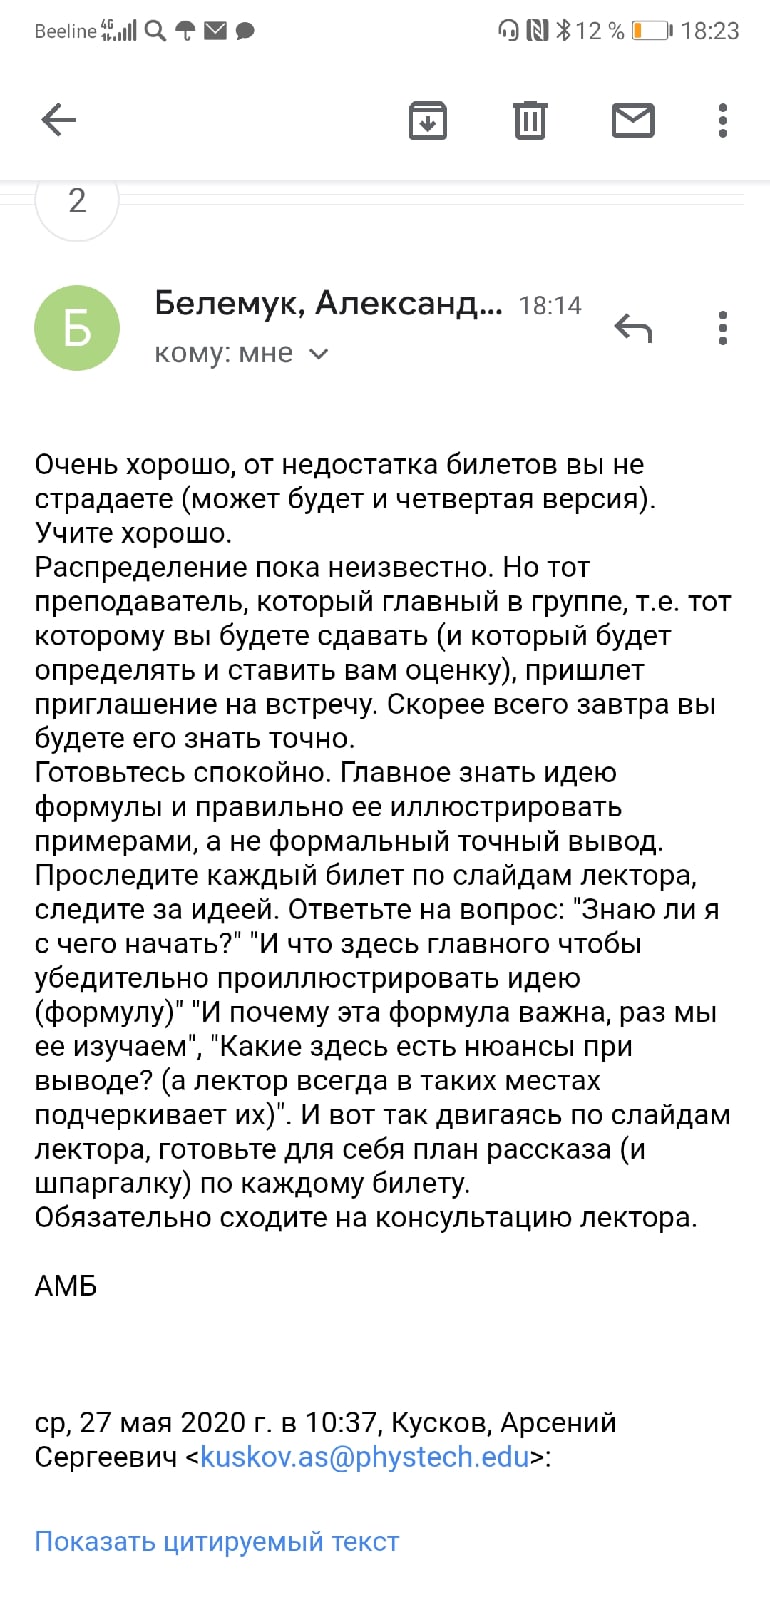 Beeline 4G 12 % 18:23
2
Б
Белемук, Александ... 18:14
кому: мне
Очень хорошо, от недостатка билетов вы не
страдаете (может будет и четвертая версия).
Учите хорошо.
Распределение пока неизвестно. Но тот
преподаватель, который главный в группе, т.е. тот
которому вы будете сдавать (и который будет
определять и ставить вам оценку), пришлет
приглашение на встречу. Скорее всего завтра вы
будете его знать точно.
Готовьтесь спокойно. Главное знать идею
формулы и правильно ее иллюстрировать
примерами, а не формальный точный вывод.
Проследите каждый билет по слайдам лектора,
следите за идеей. Ответьте на вопрос: "Знаю ли я
с чего начать?" "И что здесь главного чтобы
убедительно проиллюстрировать идею
(формулу)" "И почему эта формула важна, раз мы
ее изучаем", "Какие здесь есть нюансы при
выводе? (а лектор всегда в таких местах
подчеркивает их)". И вот так двигаясь по слайдам
лектора, готовьте для себя план рассказа (и
шпаргалку) по каждому билету.
Обязательно сходите на консультацию лектора.
АМБ
ср, 27 мая 2020 г. в 10:37, Кусков, Арсений
Сергеевич <kuskov.as@phystech.edu>:
Показать цитируемый текст